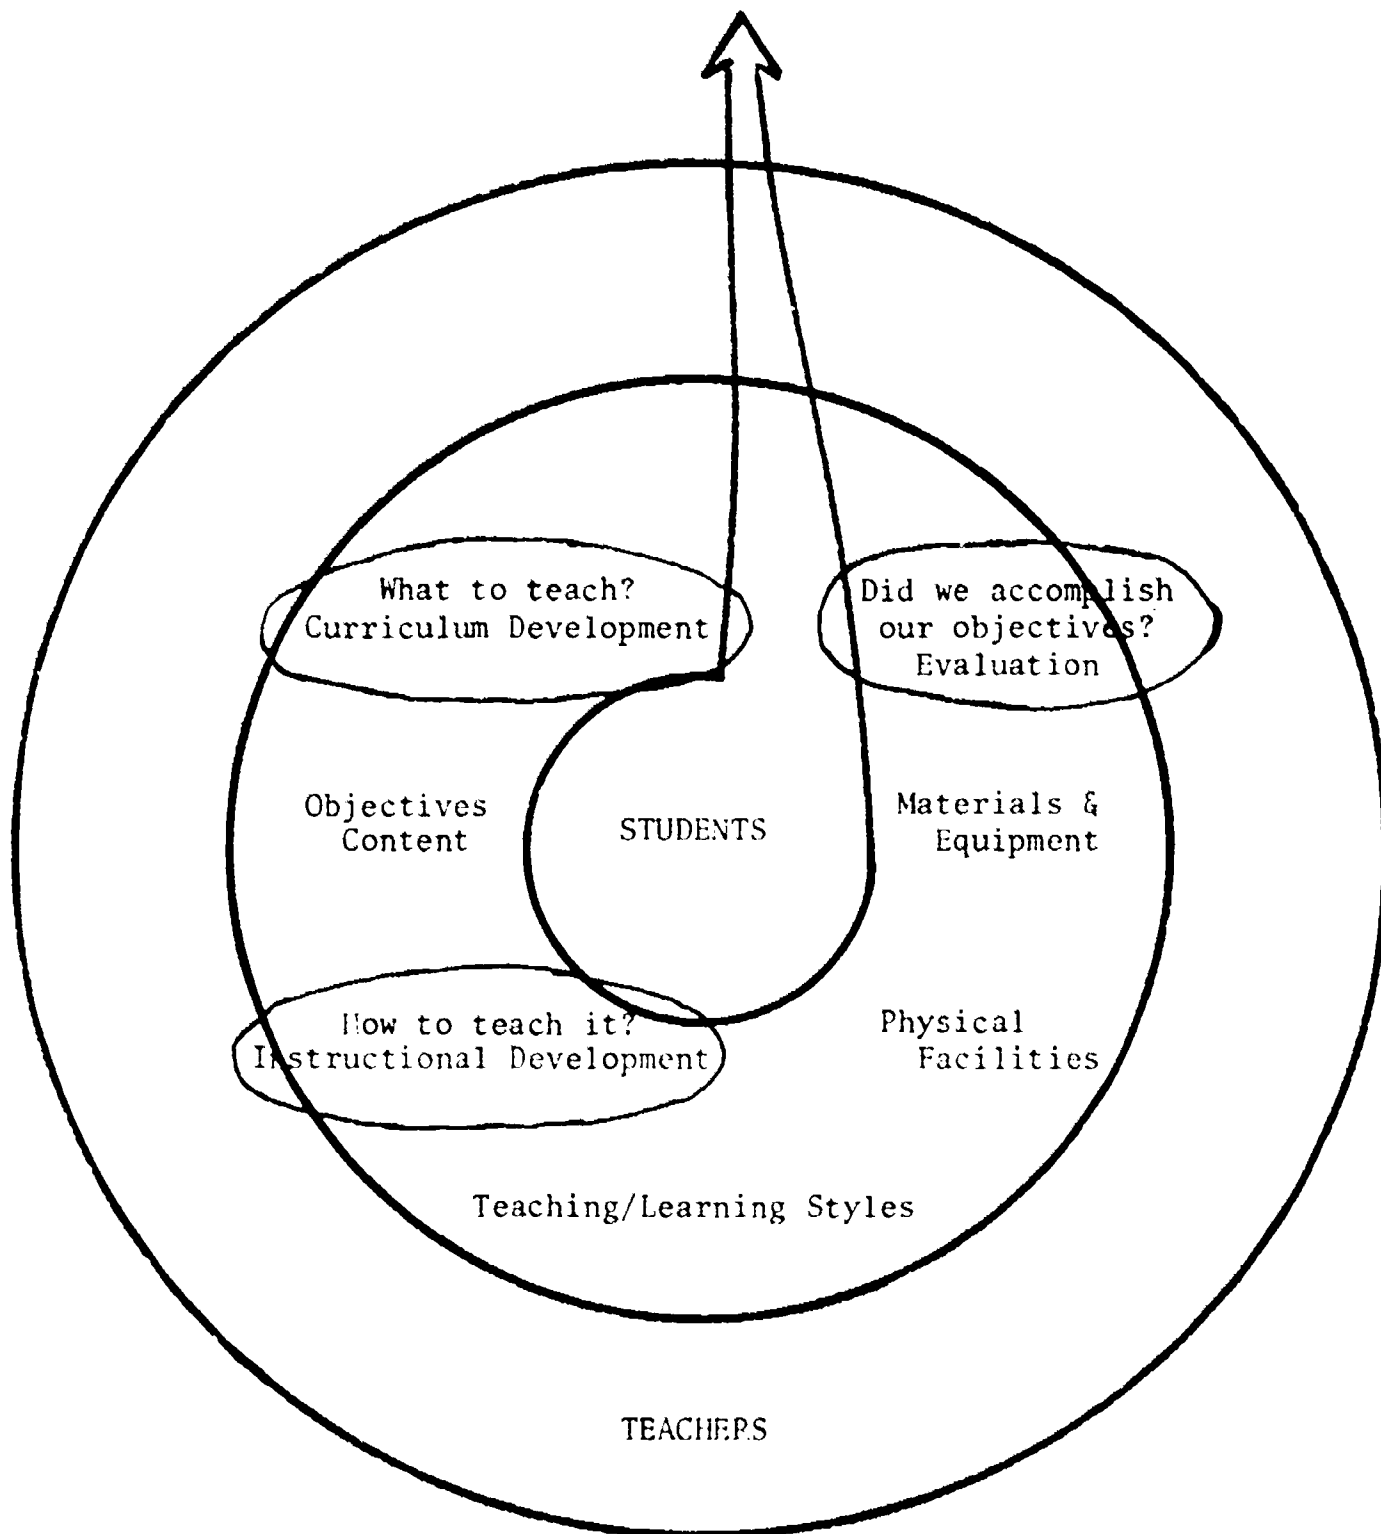 What to teach?
Curriculum Development
Did we accomplish
our objectives?
Evaluation
Objectives
Content
STUDENTS
Materials &
Equipment
How to teach it?
Instructional Development
Physical
Facilities
Teaching/Learning Styles
TEACHERS